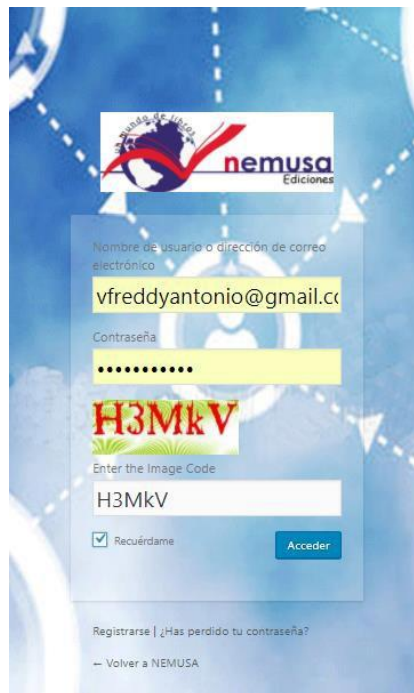 un mundo de libros
nemusa
Ediciones
Nombre de usuario o dirección de correo
electrónico
vfreddyantonio@gmail.cc
Contraseña
•••••••••••
H3MkV
Enter the Image Code
H3MkV
Recuérdame
Acceder
Registrarse | ¿Has perdido tu contraseña?
← Volver a NEMUSA